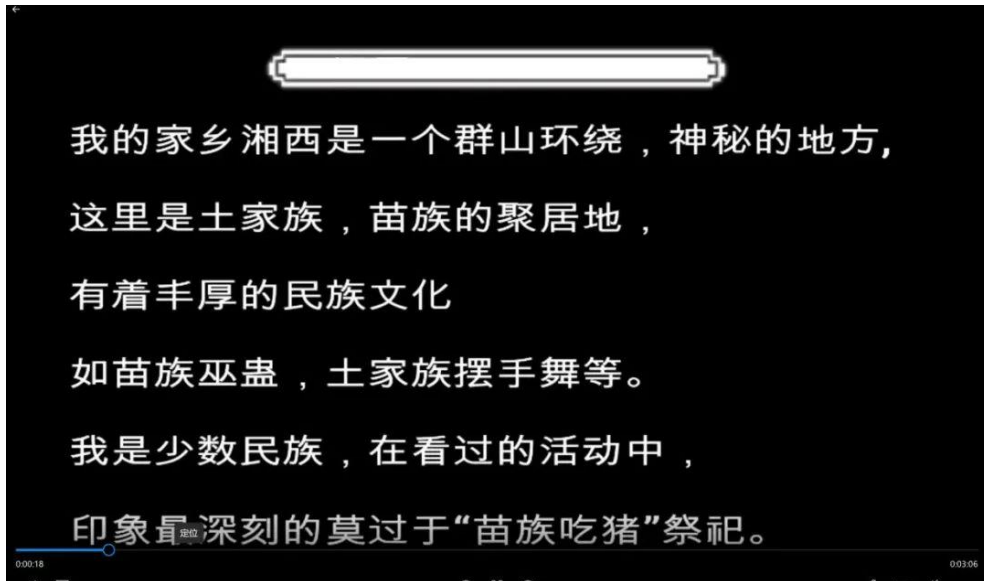 我的家乡湘西是一个群山环绕，神秘的地方,
这里是土家族，苗族的聚居地，
有着丰厚的民族文化
如苗族巫蛊，土家族摆手舞等。
我是少数民族，在看过的活动中，
印象最深刻的莫过于“苗族吃猪”祭祀。
定位
0:00:18
0:03:06